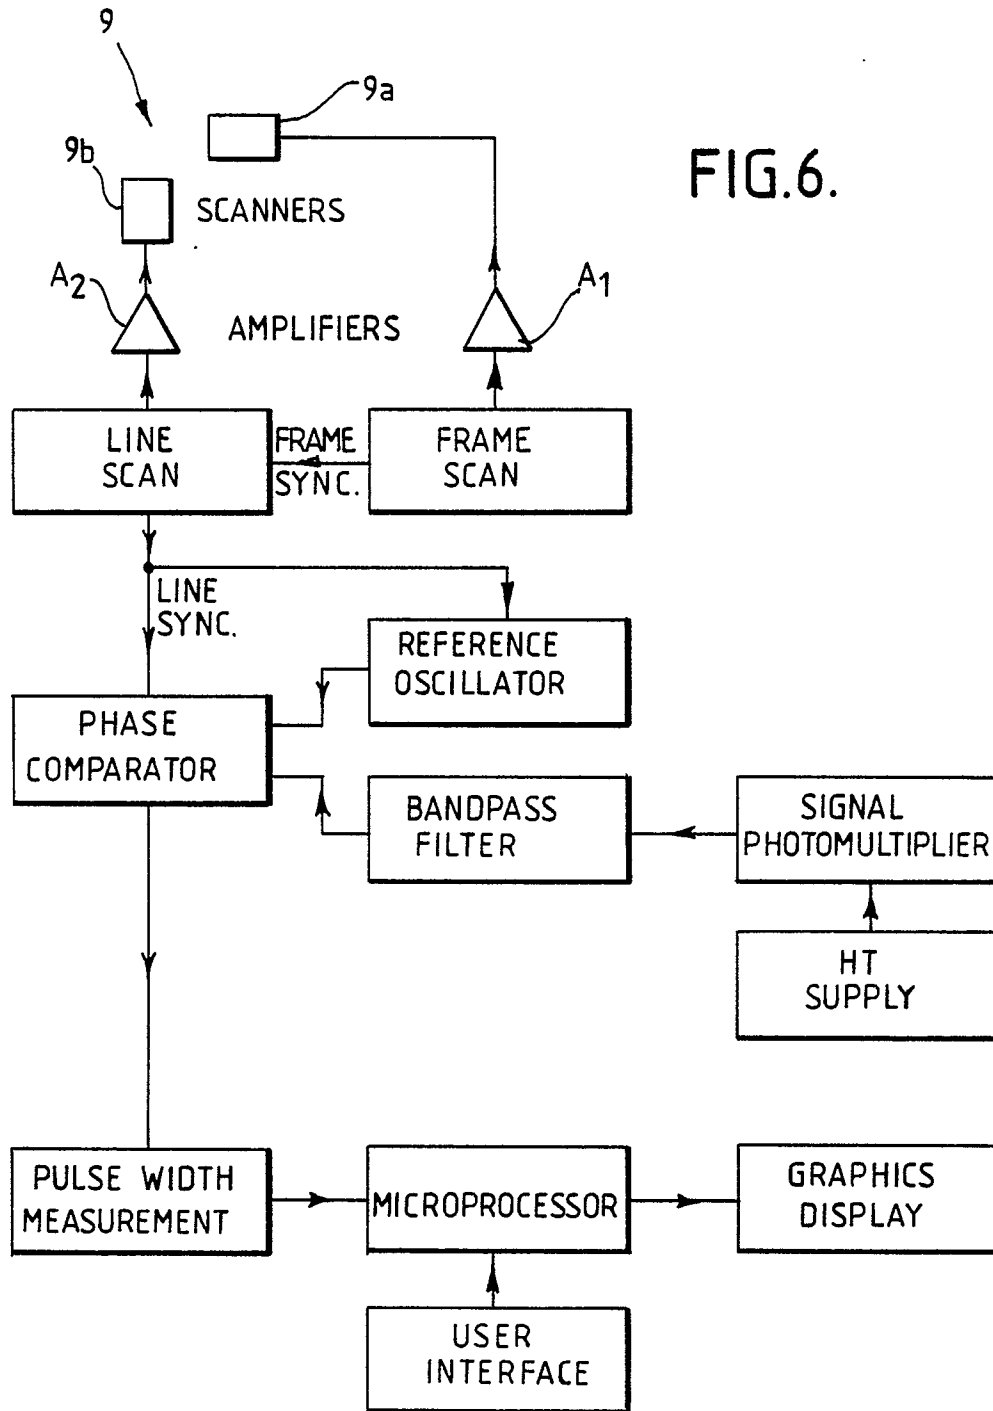 9
9a
FIG.6.
9b
SCANNERS
A2
A1
AMPLIFIERS
LINE
SCAN
FRAME
SYNC.
FRAME
SCAN
LINE
SYNC.
REFERENCE
OSCILLATOR
PHASE
COMPARATOR
BANDPASS
FILTER
SIGNAL
PHOTOMULTIPLIER
HT
SUPPLY
PULSE WIDTH
MEASUREMENT
MICROPROCESSOR
GRAPHICS
DISPLAY
USER
INTERFACE